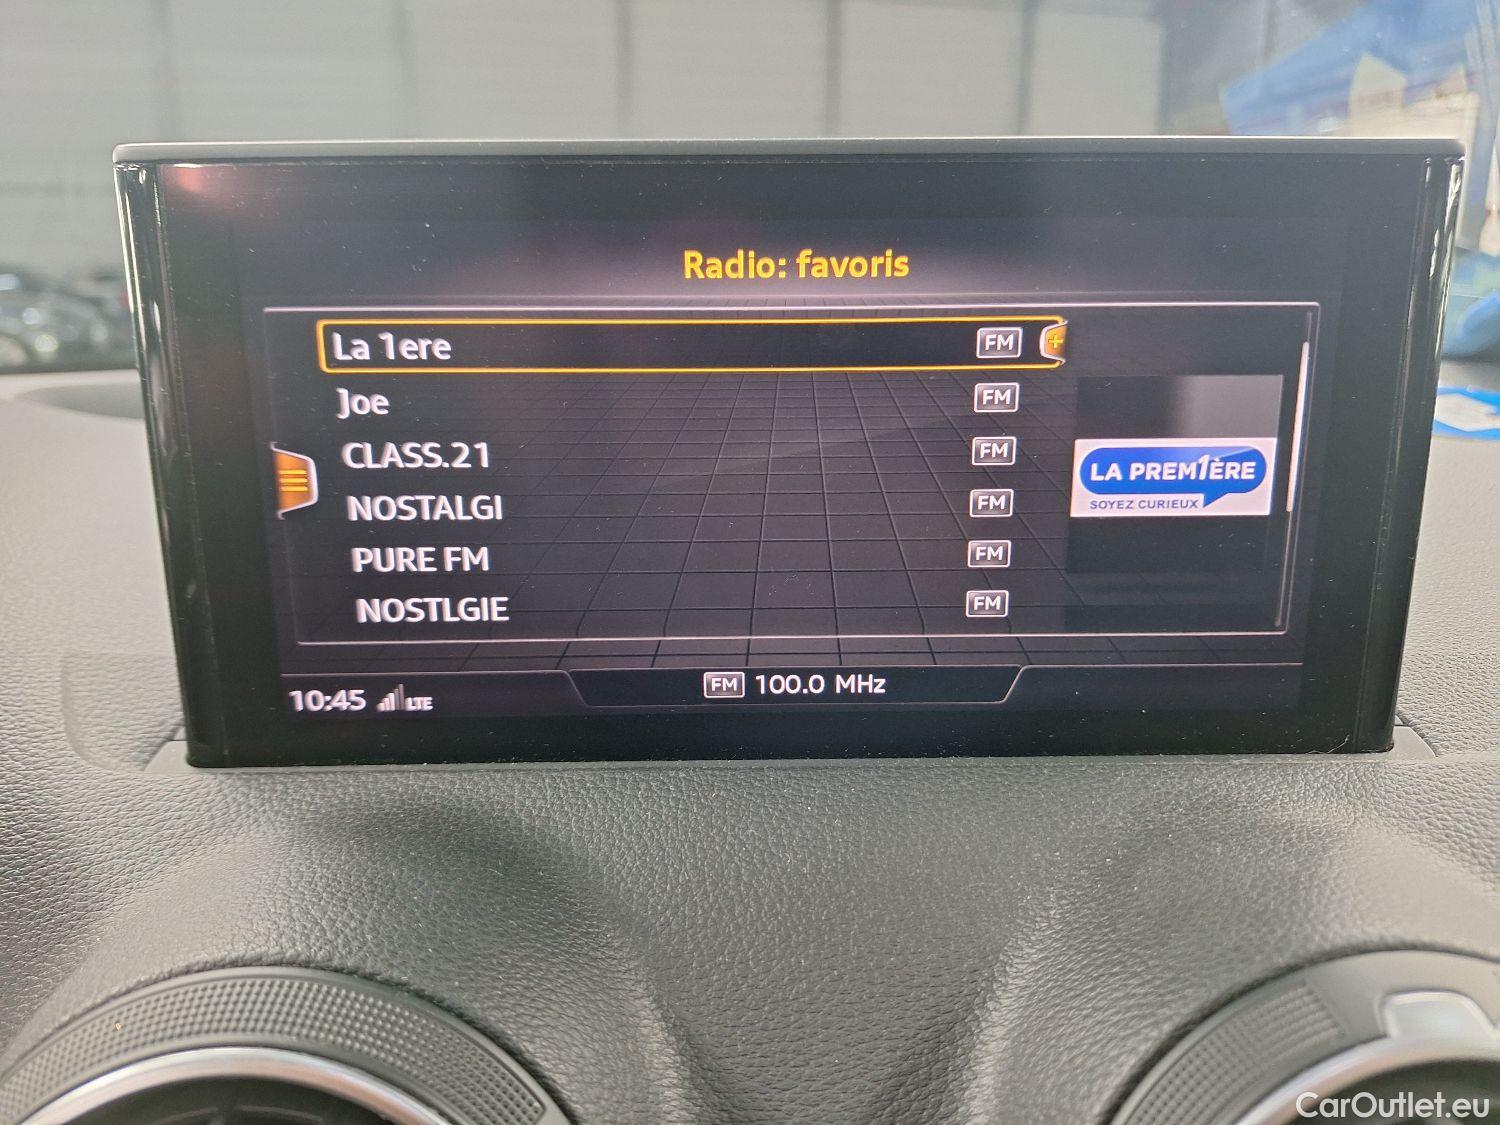 Radio: favoris
La 1ere FM +
Joe FM
CLASS.21 FM
NOSTALGI FM
PURE FM FM
NOSTLGIE FM
LA PREM1ÈRE
SOYEZ CURIEUX
10:45 LTE FM 100.0 MHz
CarOutlet.eu